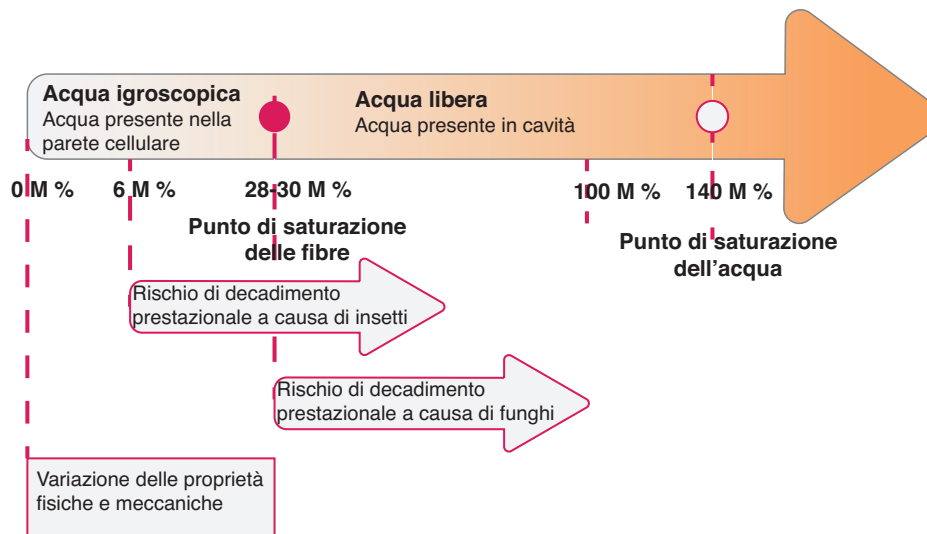 Acqua igroscopica
Acqua presente nella
parete cellulare
Acqua libera
Acqua presente in cavità
0 M %
6 M %
28-30 M %
100 M %
140 M %
Punto di saturazione
delle fibre
Punto di saturazione
dell'acqua
Rischio di decadimento
prestazionale a causa di insetti
Rischio di decadimento
prestazionale a causa di funghi
Variazione delle proprietà
fisiche e meccaniche